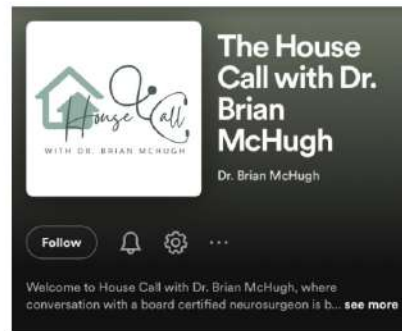 House Call
WITH DR. BRIAN MCHUGH
The House
Call with Dr.
Brian
McHugh
Dr. Brian McHugh
Follow
Welcome to House Call with Dr. Brian McHugh, where
conversation with a board certified neurosurgeon is b... see more